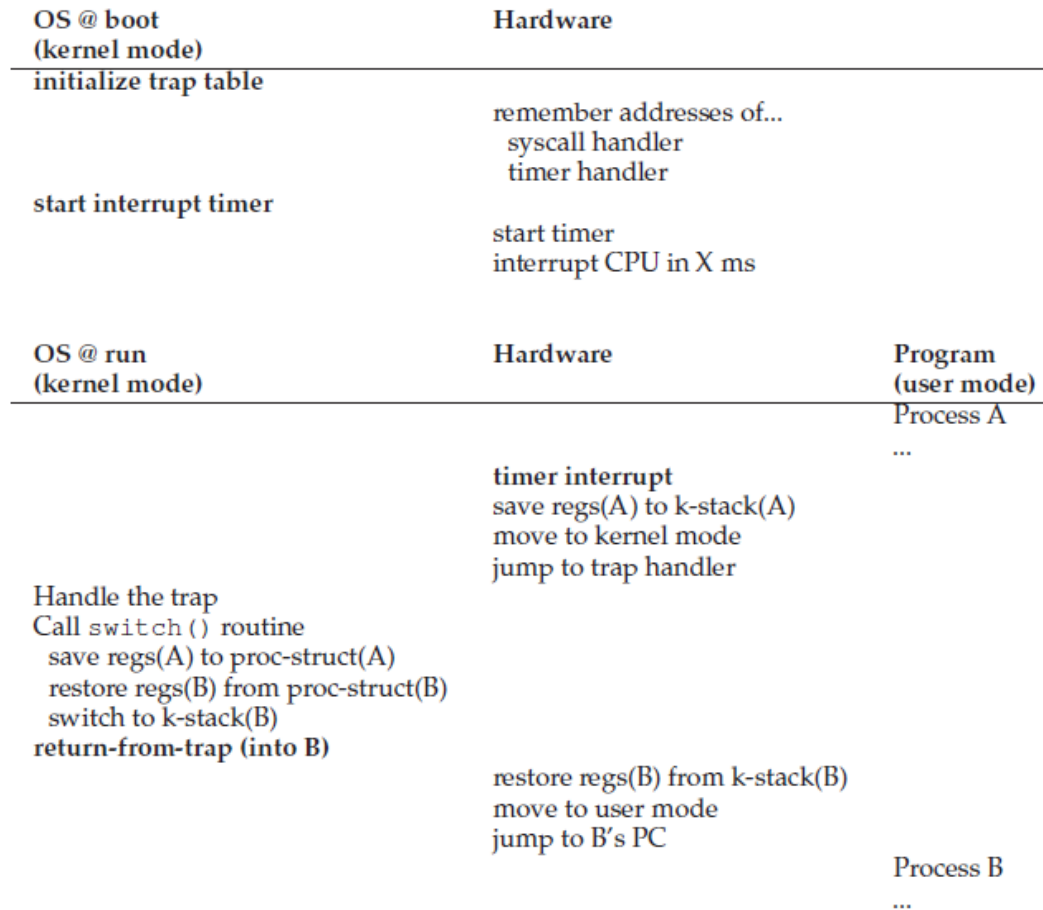 OS @ boot Hardware
(kernel mode)
initialize trap table
remember addresses of...
syscall handler
timer handler
start interrupt timer
start timer
interrupt CPU in X ms
OS @ run Hardware Program
(kernel mode) (user mode)
Process A
...
timer interrupt
save regs(A) to k-stack(A)
move to kernel mode
jump to trap handler
Handle the trap
Call switch() routine
save regs(A) to proc-struct(A)
restore regs(B) from proc-struct(B)
switch to k-stack(B)
return-from-trap (into B)
restore regs(B) from k-stack(B)
move to user mode
jump to B's PC
Process B
...